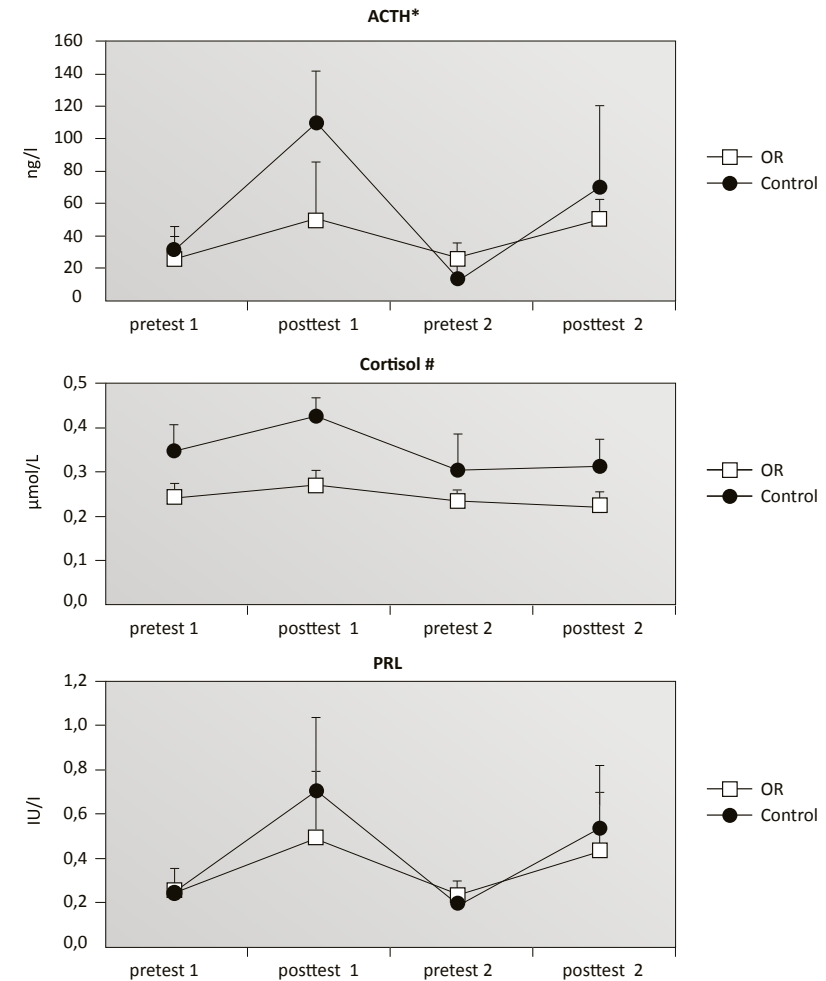 ACTH*
160
140
120
100
80
60
40
20
0
ng/l
pretest 1 posttest 1 pretest 2 posttest 2
OR
Control
Cortisol #
0,5
0,4
0,3
0,2
0,1
0,0
µmol/L
pretest 1 posttest 1 pretest 2 posttest 2
OR
Control
PRL
1,2
1,0
0,8
0,6
0,4
0,2
0,0
IU/l
pretest 1 posttest 1 pretest 2 posttest 2
OR
Control